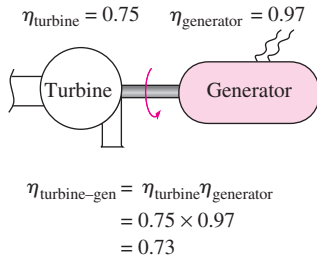 ηturbine = 0.75 ηgenerator = 0.97
Turbine Generator
ηturbine–gen = ηturbineηgenerator
= 0.75 × 0.97
= 0.73